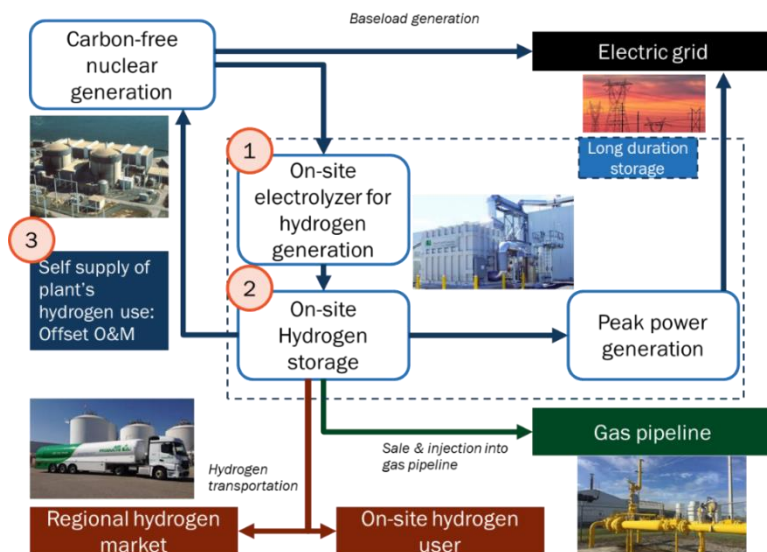 Baseload generation
Carbon-free
nuclear
generation
Electric grid
1
Long duration
storage
On-site
electrolyzer for
hydrogen
generation
3
Self supply of
plant's
hydrogen use:
Offset O&M
2
On-site
Hydrogen
storage
Peak power
generation
Gas pipeline
Sale & injection into
gas pipeline
Hydrogen
transportation
Regional hydrogen
market
On-site hydrogen
user